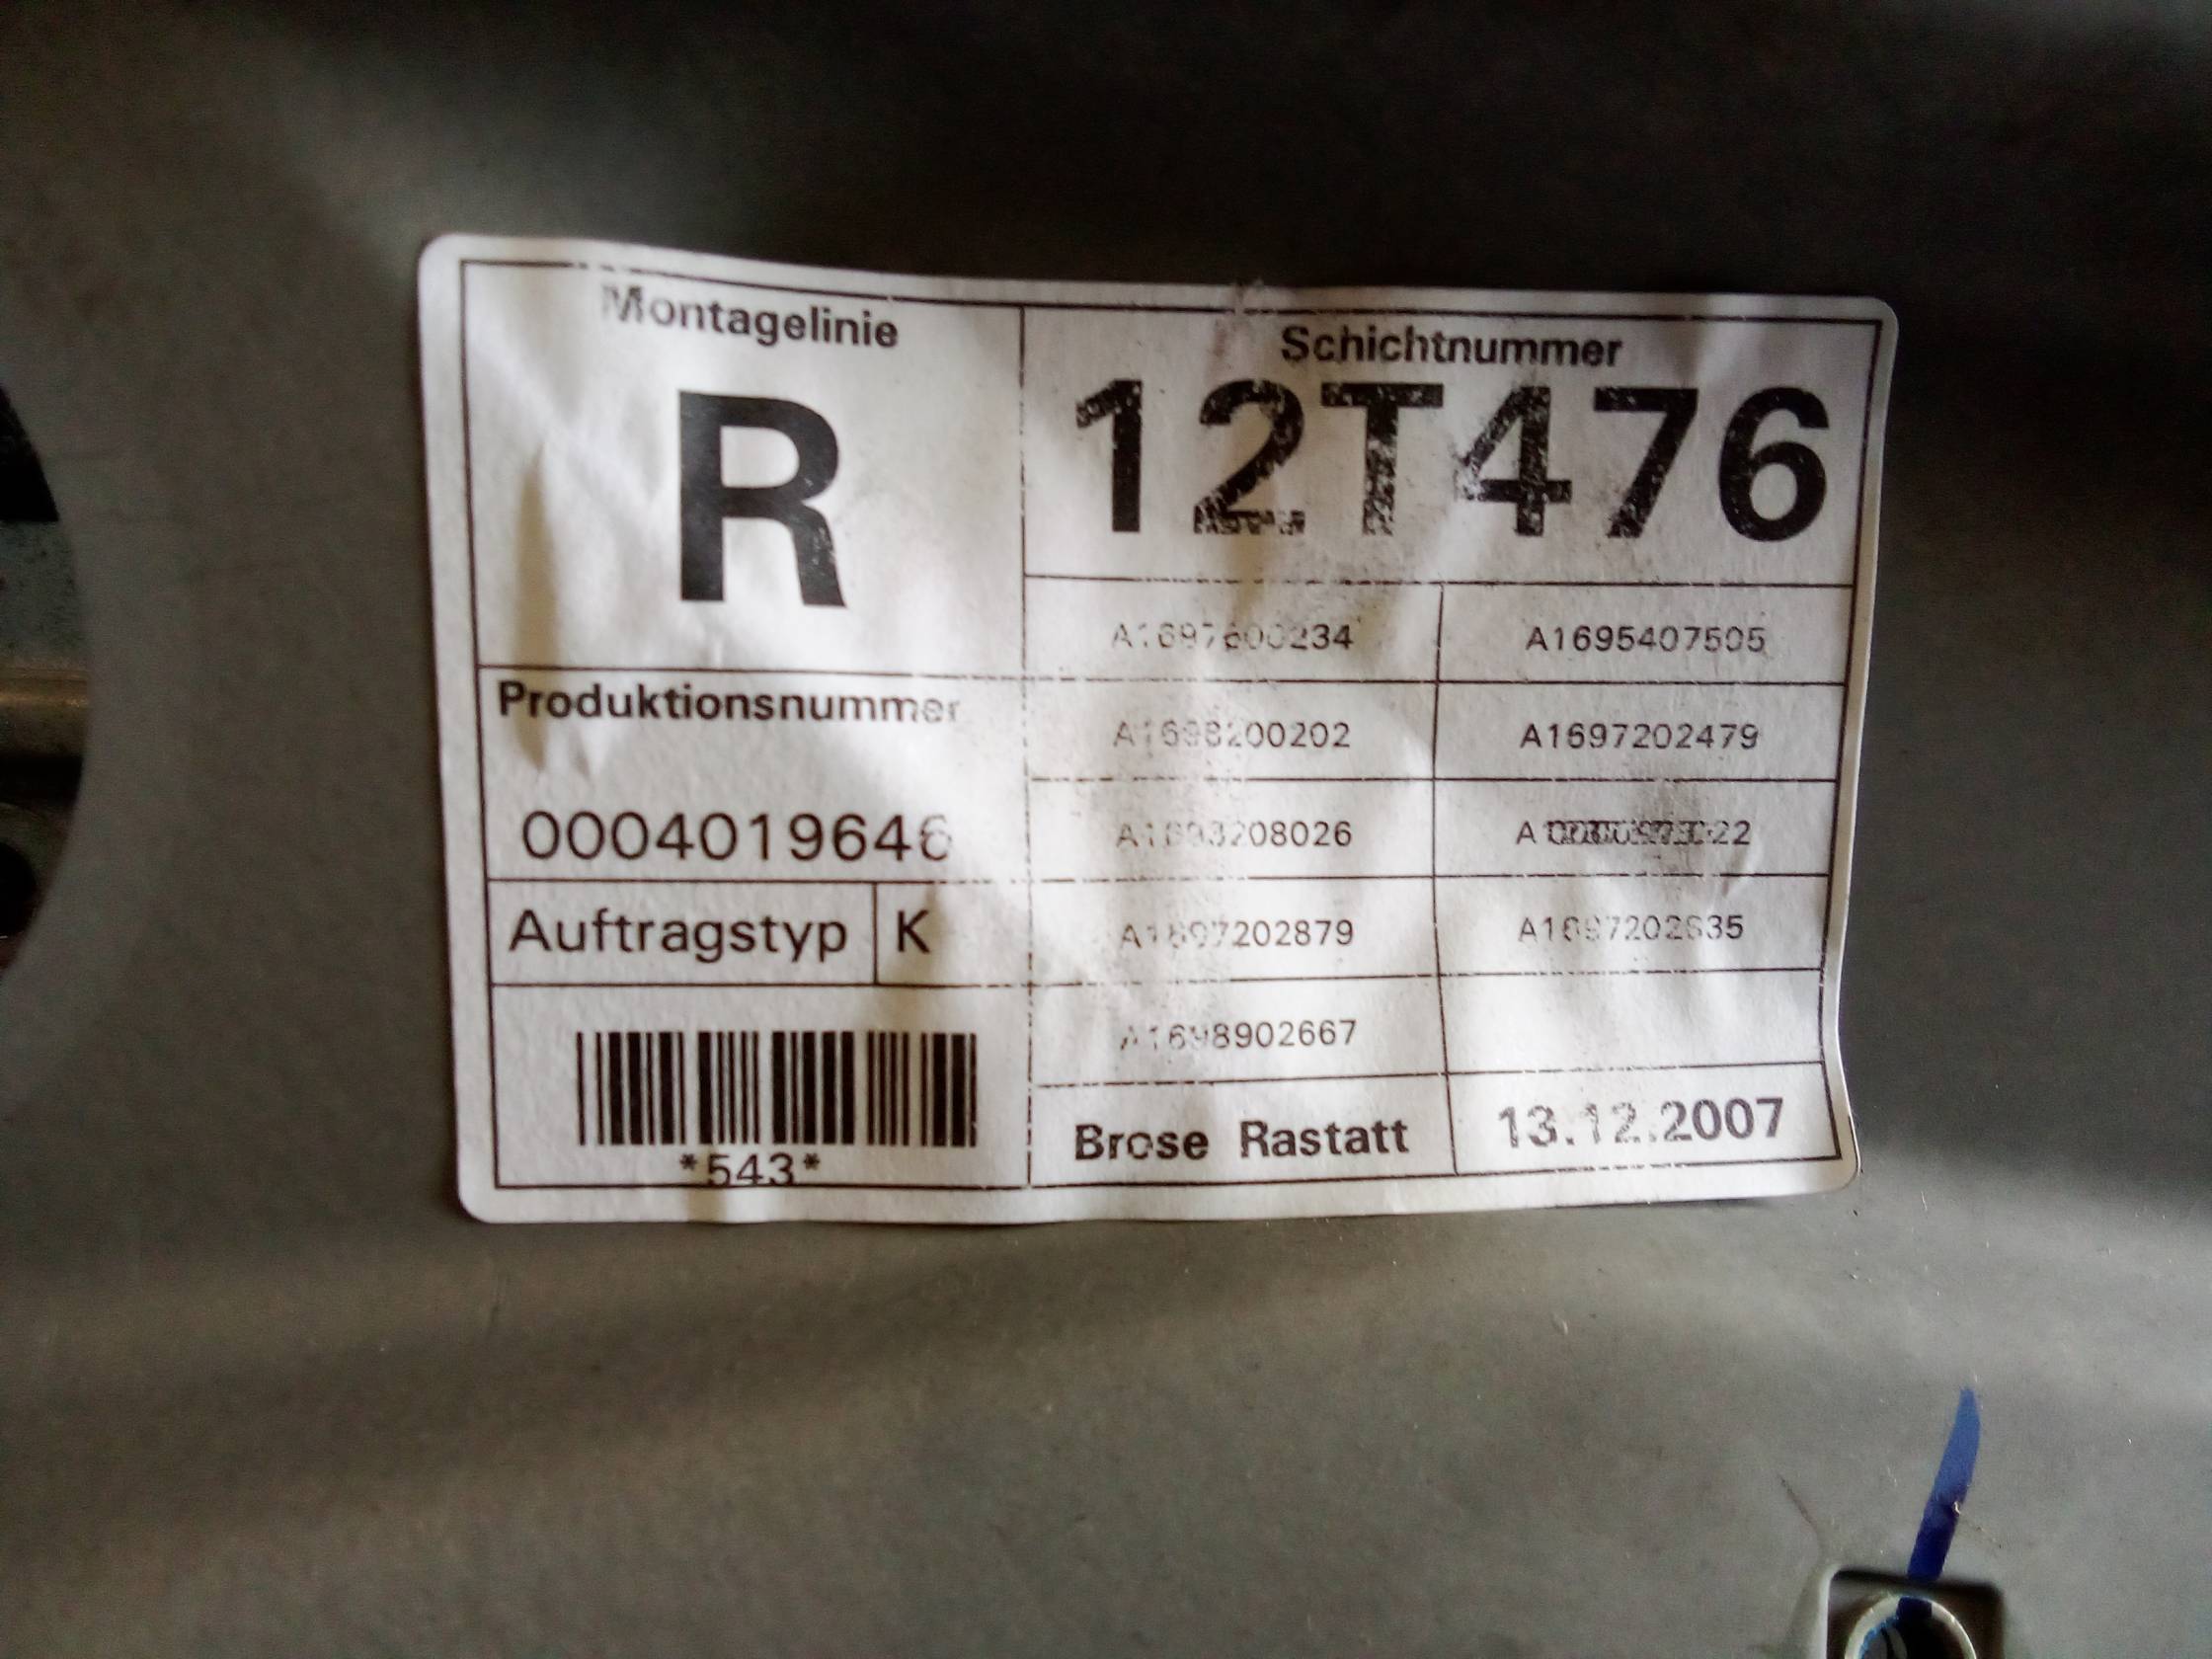 Montagelinie
R
Schichtnummer
12T476
A1697600234 A1695407505
Produktionsnummer
A1698200202 A1697202479
0004019646
A1693208026
Auftragstyp K
A1697202879
A1698902667
*543*
Brose Rastatt 13.12.2007